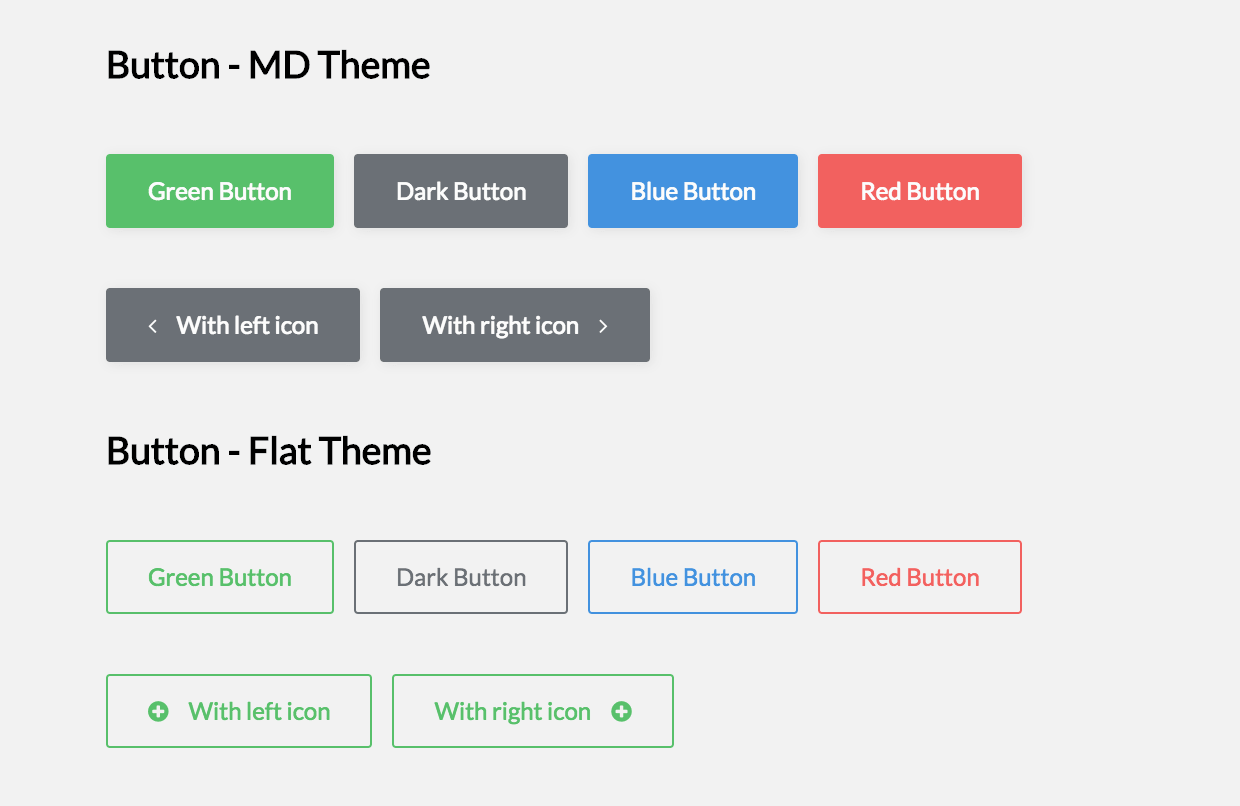 Button - MD Theme
Green Button Dark Button Blue Button Red Button
With left icon With right icon
Button - Flat Theme
Green Button Dark Button Blue Button Red Button
With left icon With right icon